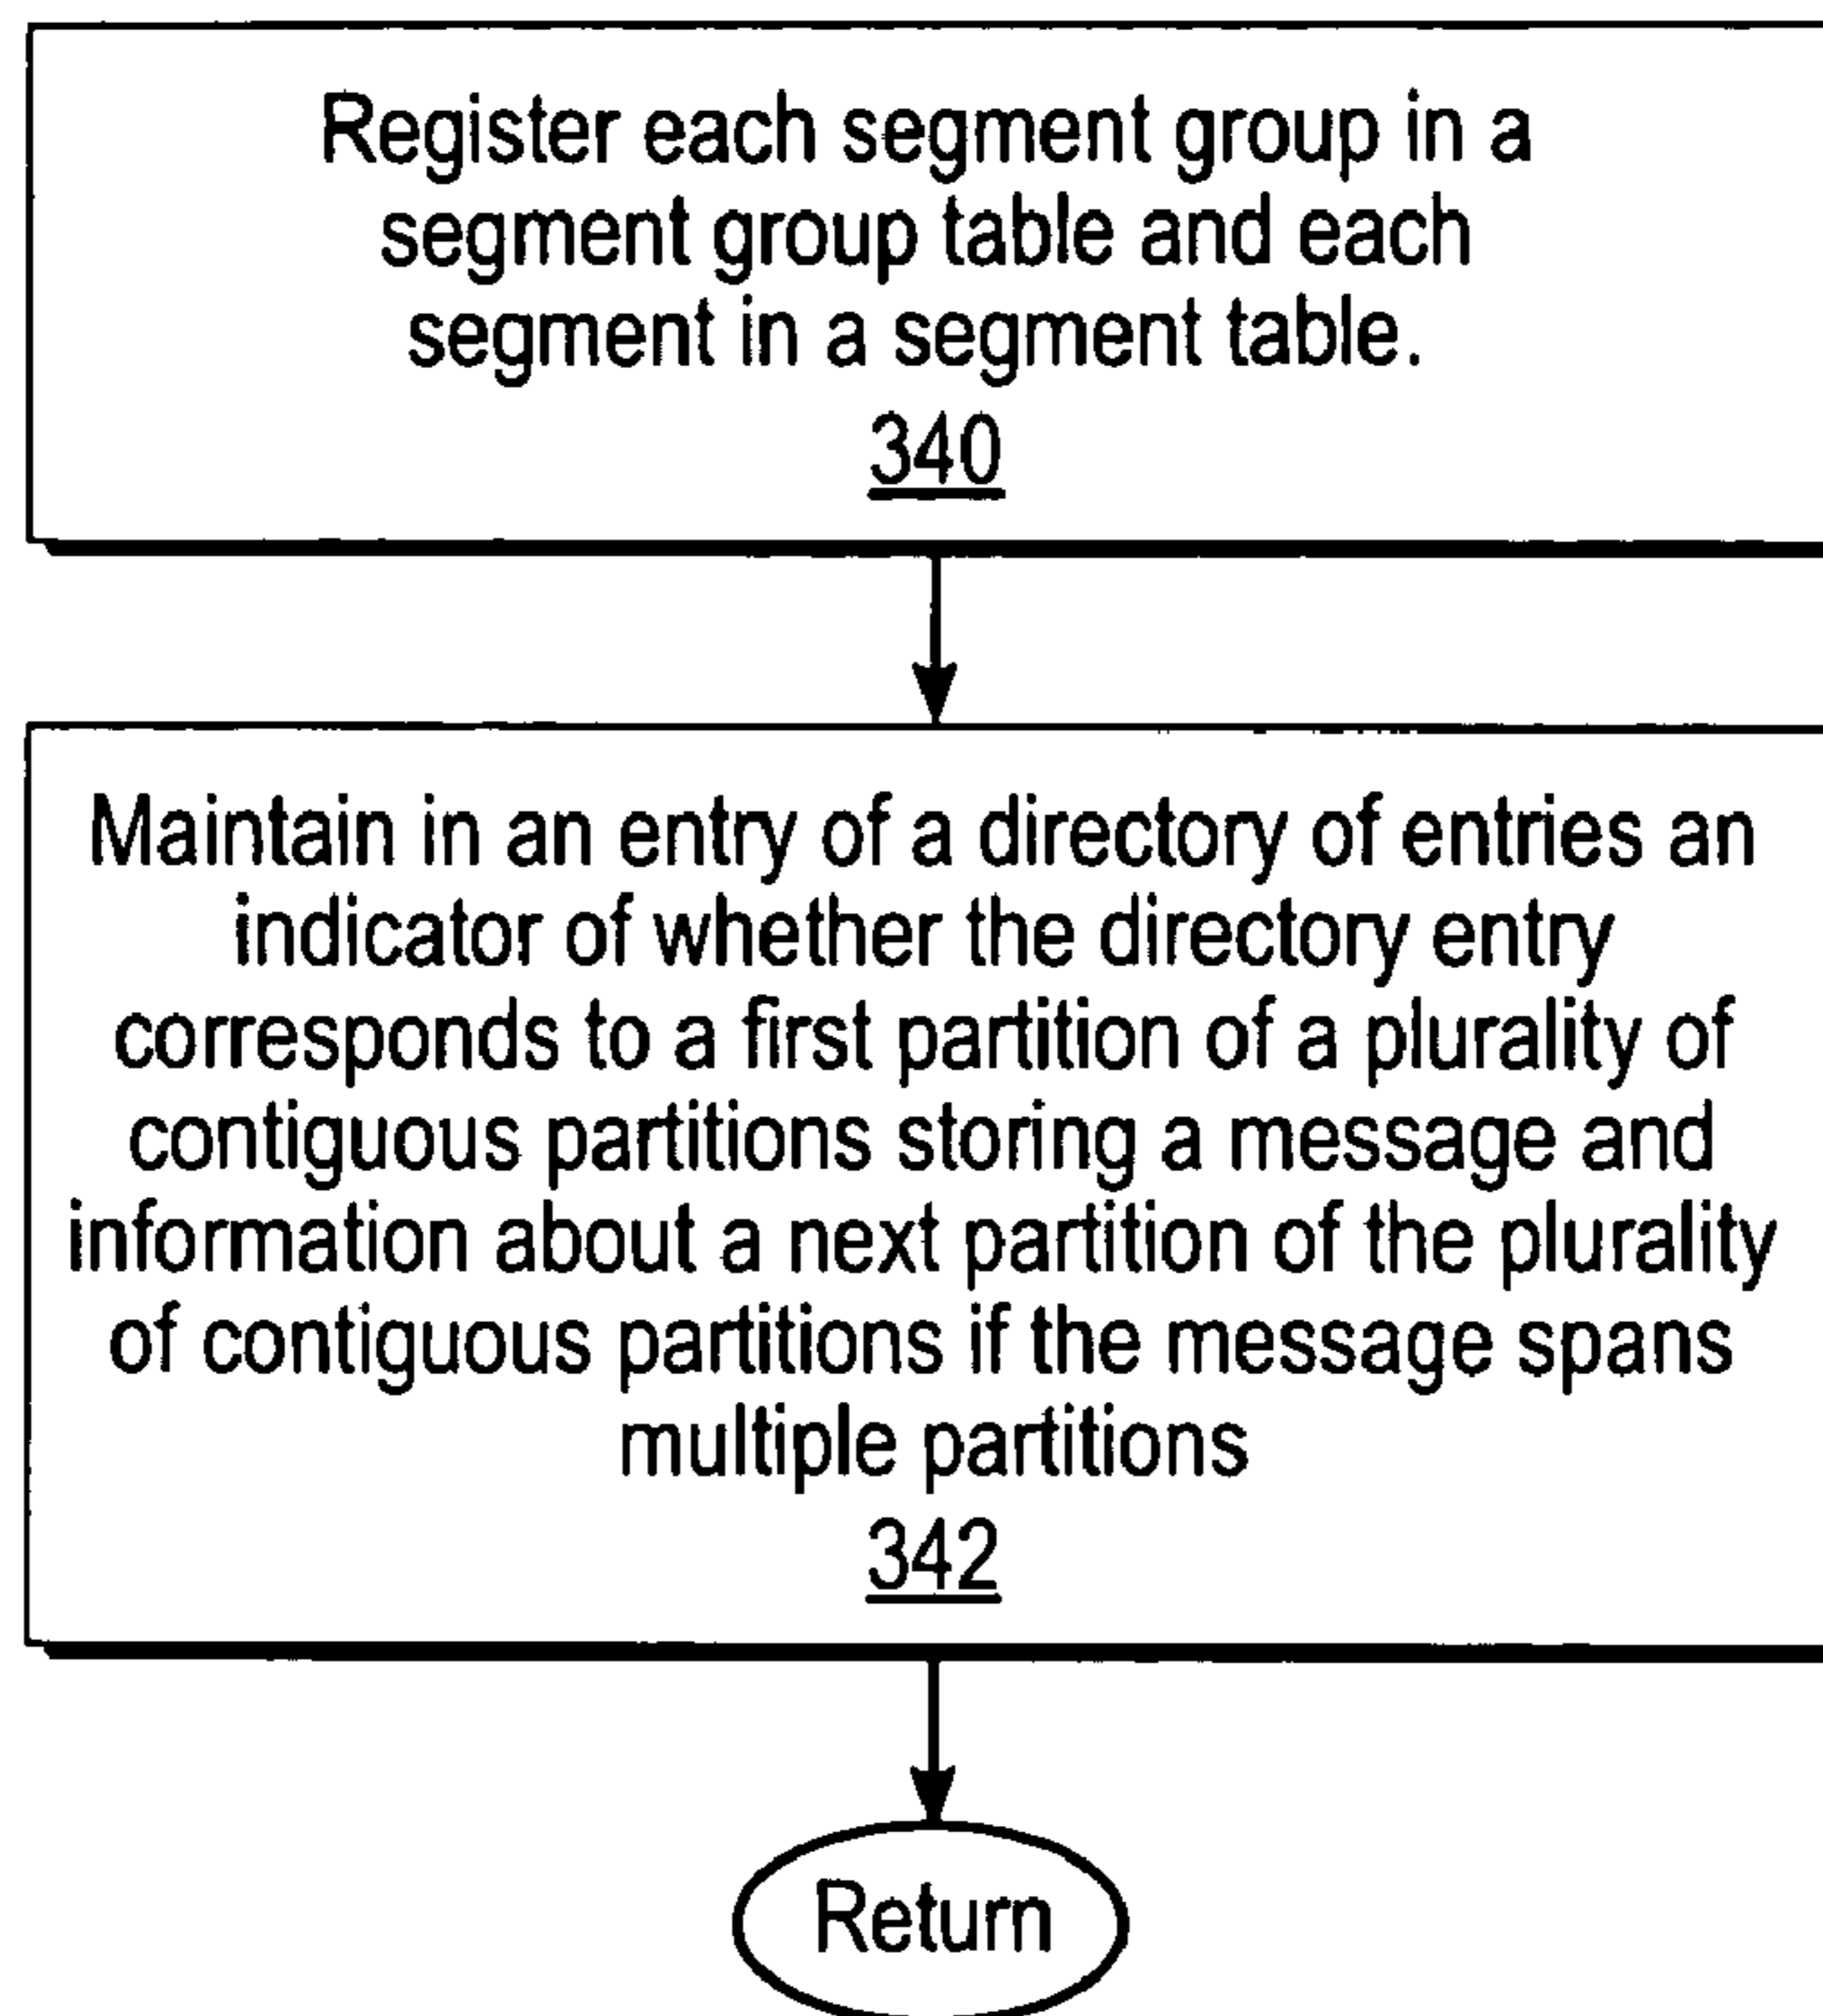 Register each segment group in a
segment group table and each
segment in a segment table.
340
Maintain in an entry of a directory of entries an
indicator of whether the directory entry
corresponds to a first partition of a plurality of
contiguous partitions storing a message and
information about a next partition of the plurality
of contiguous partitions if the message spans
multiple partitions
342
Return